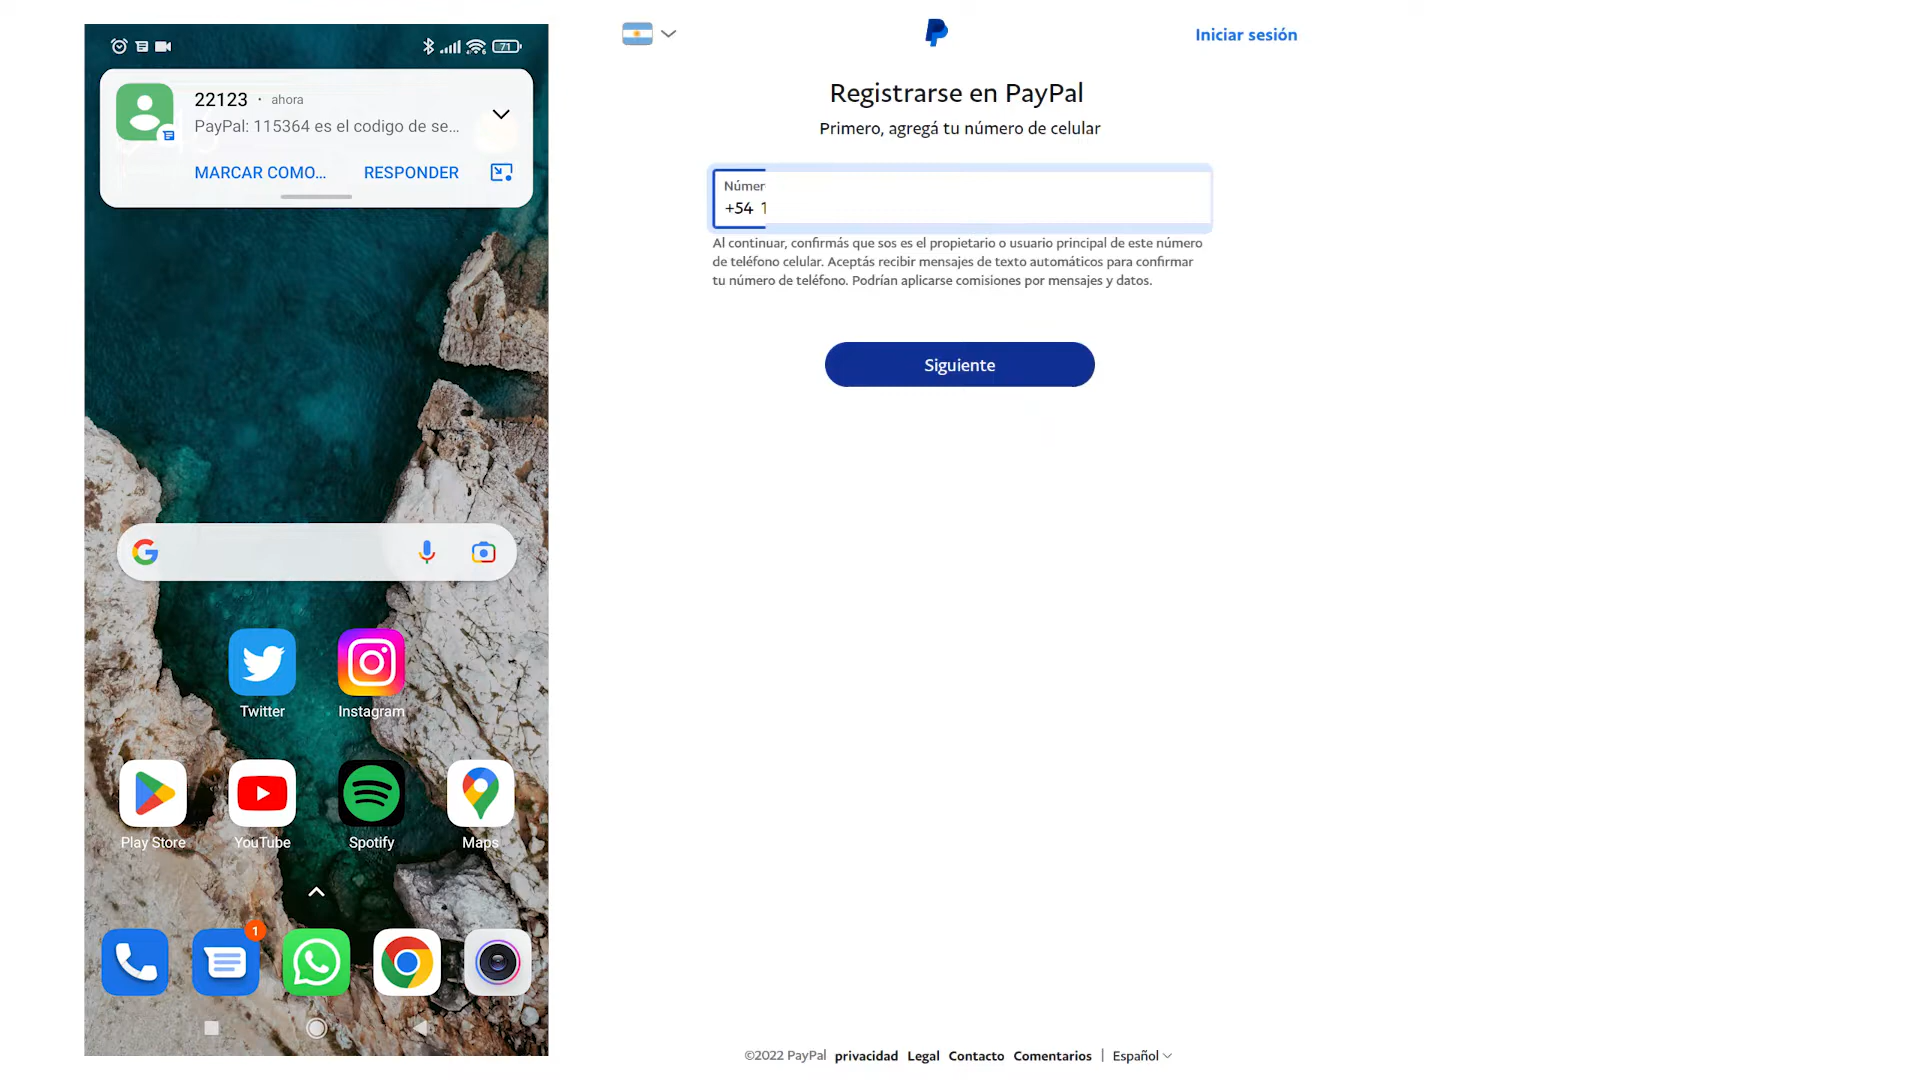 71
22123 · ahora
PayPal: 115364 es el codigo de se...
MARCAR COMO... RESPONDER
Twitter Instagram
Play Store YouTube Spotify Maps
1
Iniciar sesión
Registrarse en PayPal
Primero, agregá tu número de celular
Númer
+54 1
Al continuar, confirmás que sos es el propietario o usuario principal de este número
de teléfono celular. Aceptás recibir mensajes de texto automáticos para confirmar
tu número de teléfono. Podrían aplicarse comisiones por mensajes y datos.
Siguiente
©2022 PayPal privacidad Legal Contacto Comentarios | Español